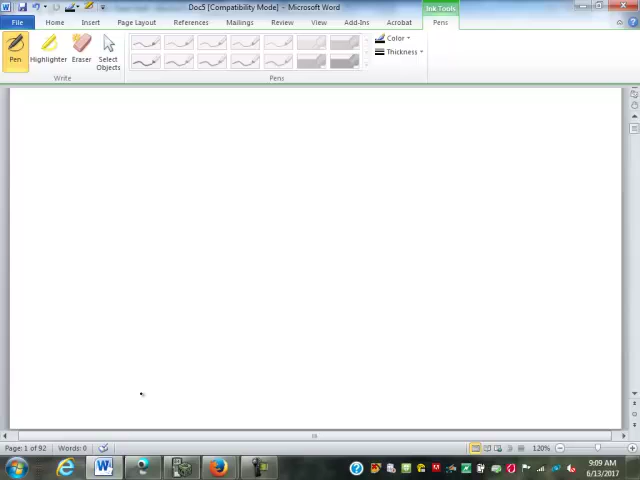 Doc5 [Compatibility Mode] - Microsoft Word
Ink Tools
File Home Insert Page Layout References Mailings Review View Add-Ins Acrobat Pens
Pen Highlighter Eraser Select Objects
Color
Thickness
Write Pens
Page: 1 of 92 Words: 0 120%
9:09 AM
6/13/2017